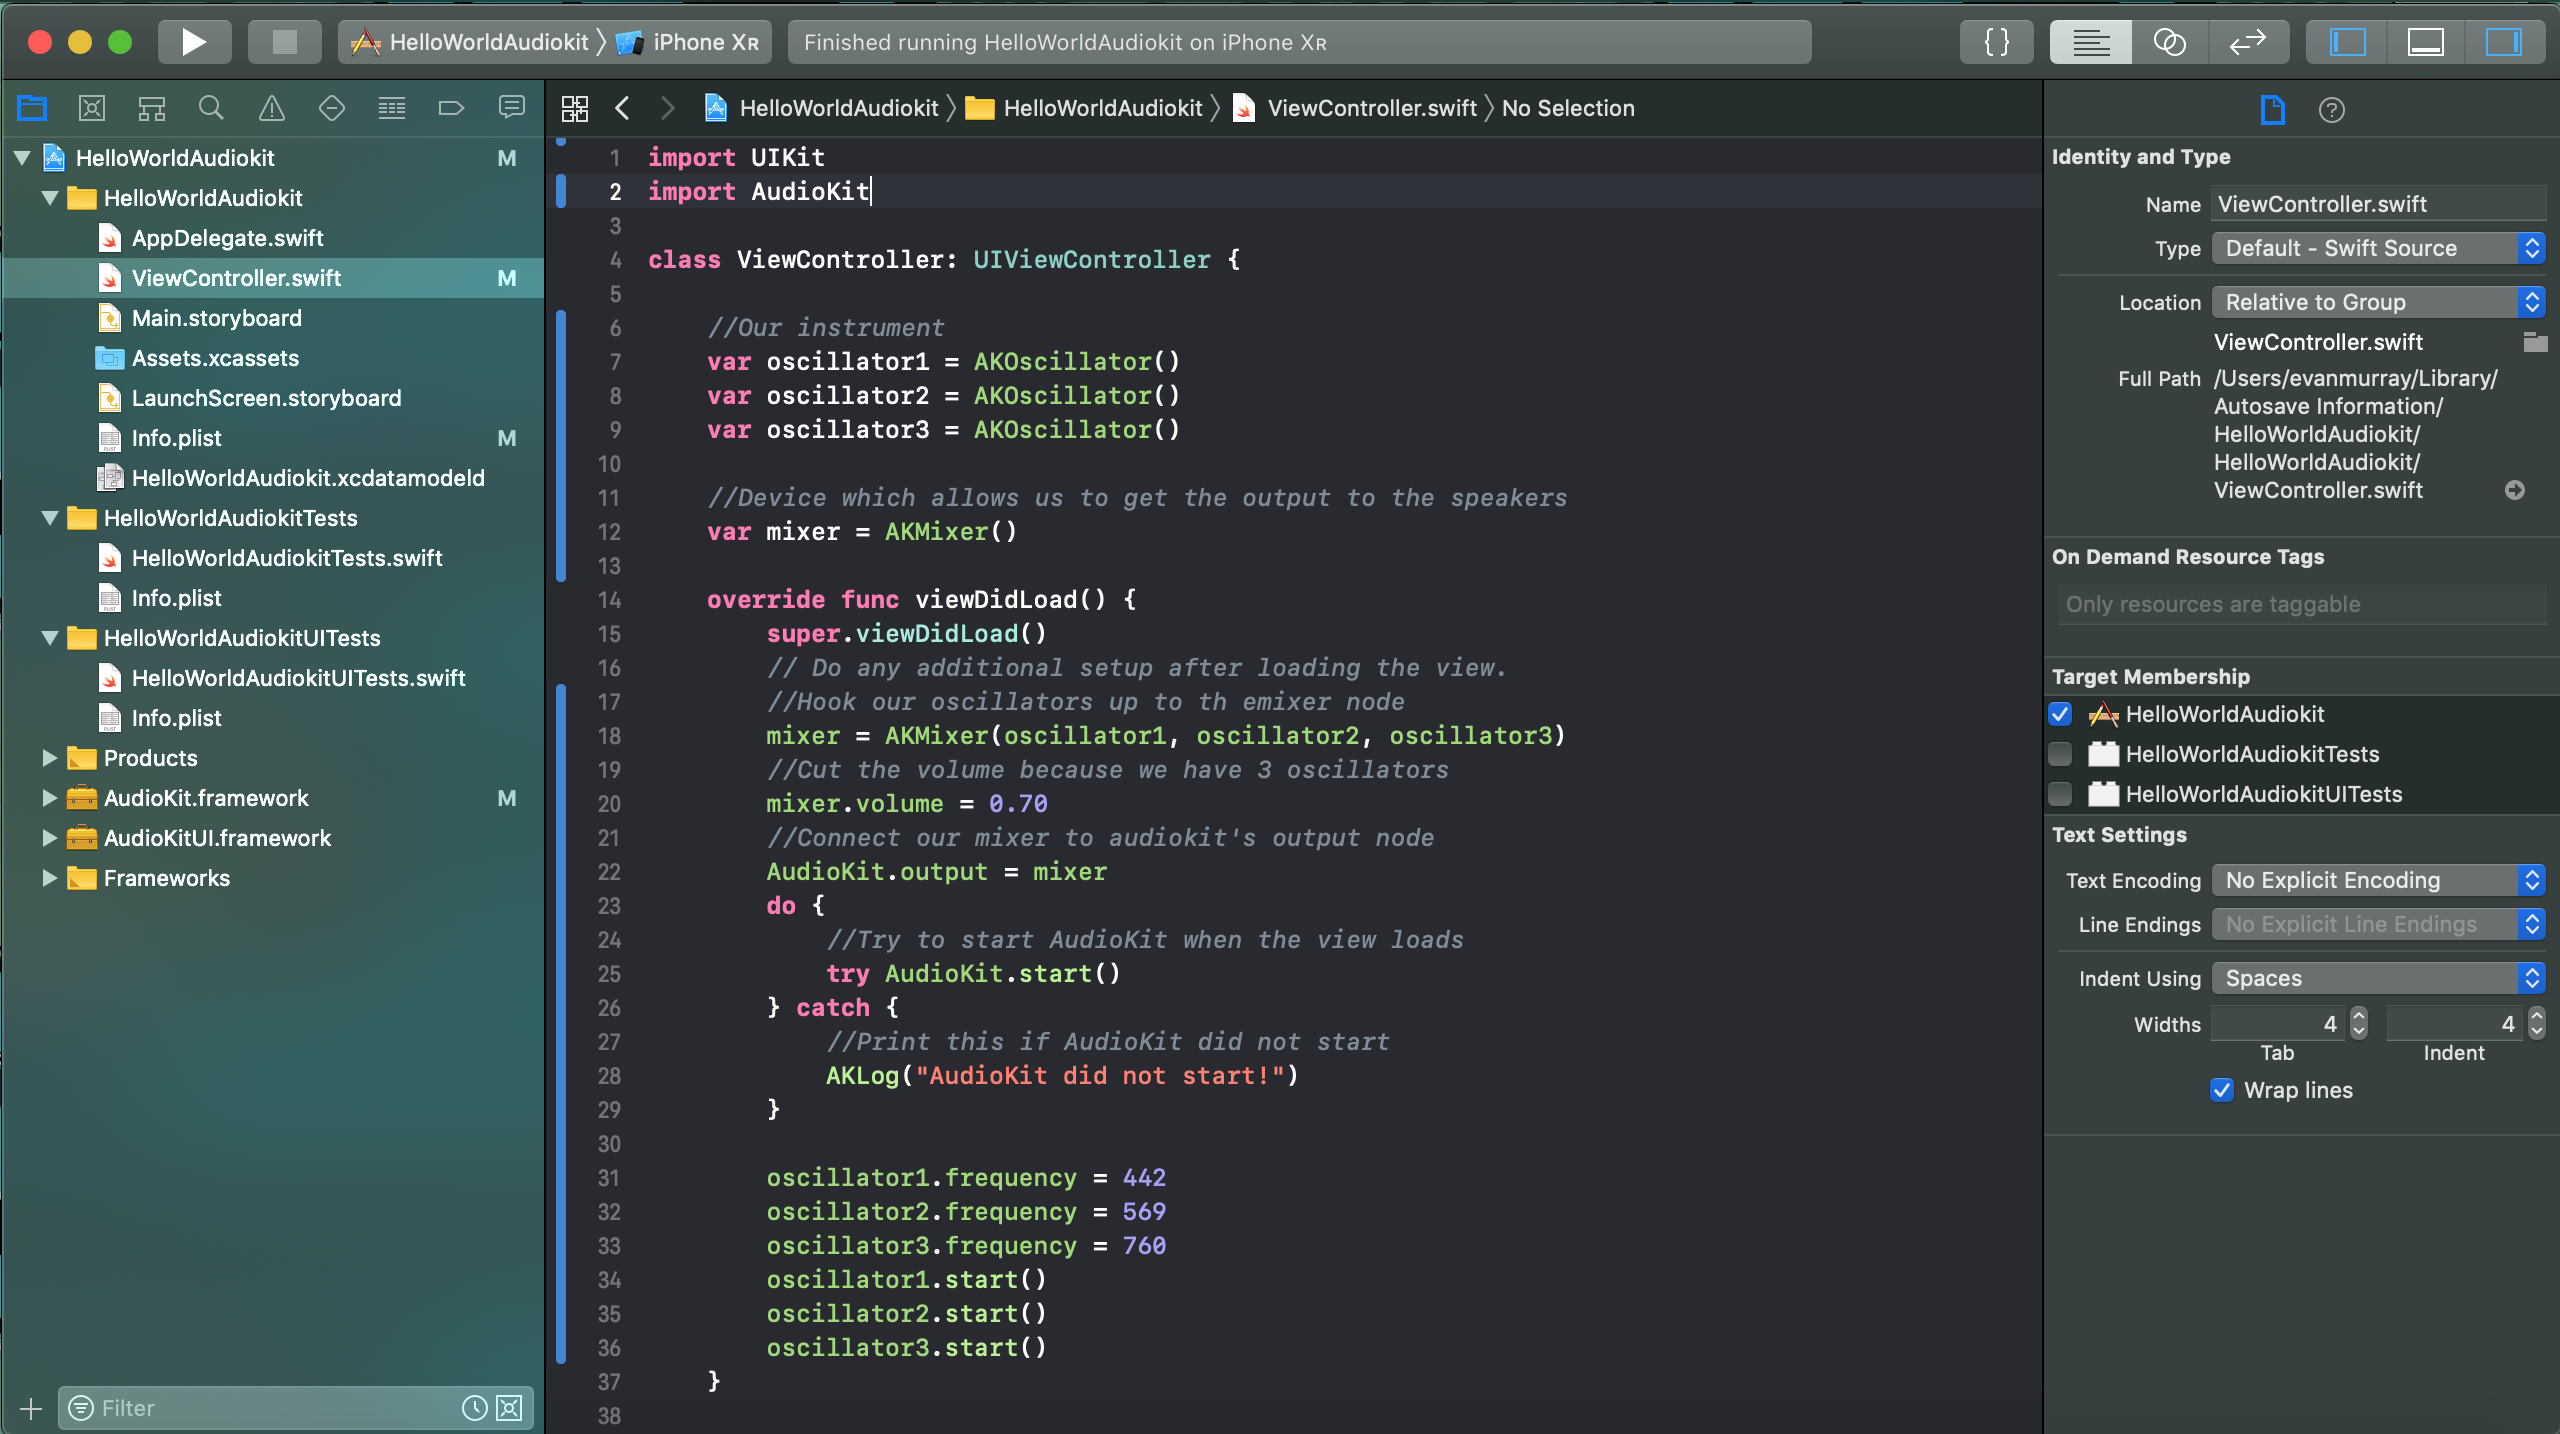 HelloWorldAudiokit iPhone XR
Finished running HelloWorldAudiokit on iPhone XR
{ }
HelloWorldAudiokit M
HelloWorldAudiokit
AppDelegate.swift
ViewController.swift M
Main.storyboard
Assets.xcassets
LaunchScreen.storyboard
Info.plist M
HelloWorldAudiokit.xcdatamodeld
HelloWorldAudiokitTests
HelloWorldAudiokitTests.swift
Info.plist
HelloWorldAudiokitUITests
HelloWorldAudiokitUITests.swift
Info.plist
Products
AudioKit.framework M
AudioKitUI.framework
Frameworks
Filter
HelloWorldAudiokit HelloWorldAudiokit ViewController.swift No Selection
1 import UIKit
2 import AudioKit
3
4 class ViewController: UIViewController {
5
6 //Our instrument
7 var oscillator1 = AKOscillator()
8 var oscillator2 = AKOscillator()
9 var oscillator3 = AKOscillator()
10
11 //Device which allows us to get the output to the speakers
12 var mixer = AKMixer()
13
14 override func viewDidLoad() {
15 super.viewDidLoad()
16 // Do any additional setup after loading the view.
17 //Hook our oscillators up to th emixer node
18 mixer = AKMixer(oscillator1, oscillator2, oscillator3)
19 //Cut the volume because we have 3 oscillators
20 mixer.volume = 0.70
21 //Connect our mixer to audiokit's output node
22 AudioKit.output = mixer
23 do {
24 //Try to start AudioKit when the view loads
25 try AudioKit.start()
26 } catch {
27 //Print this if AudioKit did not start
28 AKLog("AudioKit did not start!")
29 }
30
31 oscillator1.frequency = 442
32 oscillator2.frequency = 569
33 oscillator3.frequency = 760
34 oscillator1.start()
35 oscillator2.start()
36 oscillator3.start()
37 }
38
Identity and Type
Name ViewController.swift
Type Default - Swift Source
Location Relative to Group
ViewController.swift
Full Path /Users/evanmurray/Library/
Autosave Information/
HelloWorldAudiokit/
HelloWorldAudiokit/
ViewController.swift
On Demand Resource Tags
Only resources are taggable
Target Membership
HelloWorldAudiokit
HelloWorldAudiokitTests
HelloWorldAudiokitUITests
Text Settings
Text Encoding No Explicit Encoding
Line Endings No Explicit Line Endings
Indent Using Spaces
Widths 4 4
Tab Indent
Wrap lines